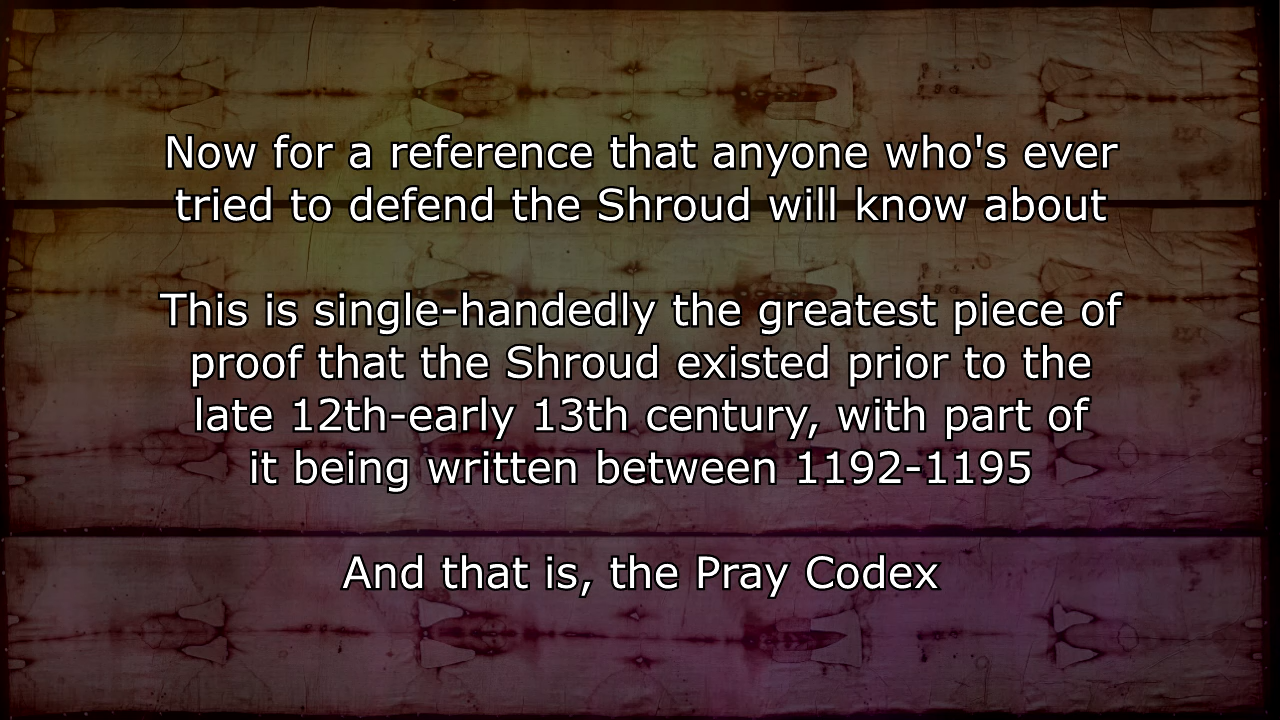 Now for a reference that anyone who's ever
tried to defend the Shroud will know about
This is single-handedly the greatest piece of
proof that the Shroud existed prior to the
late 12th-early 13th century, with part of
it being written between 1192-1195
And that is, the Pray Codex